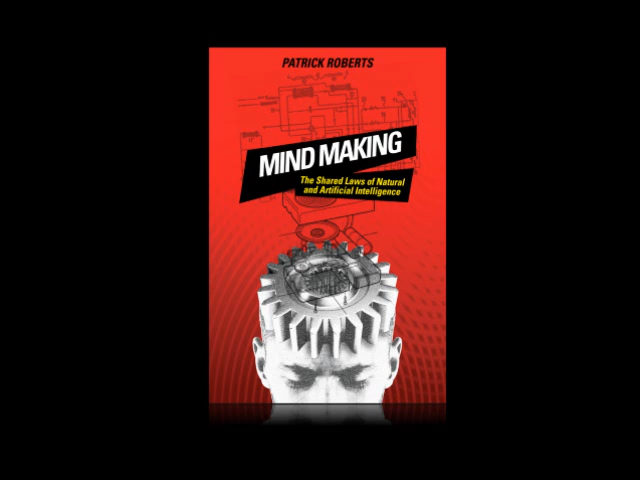 PATRICK ROBERTS
MIND MAKING
The Shared Laws of Natural
and Artificial Intelligence